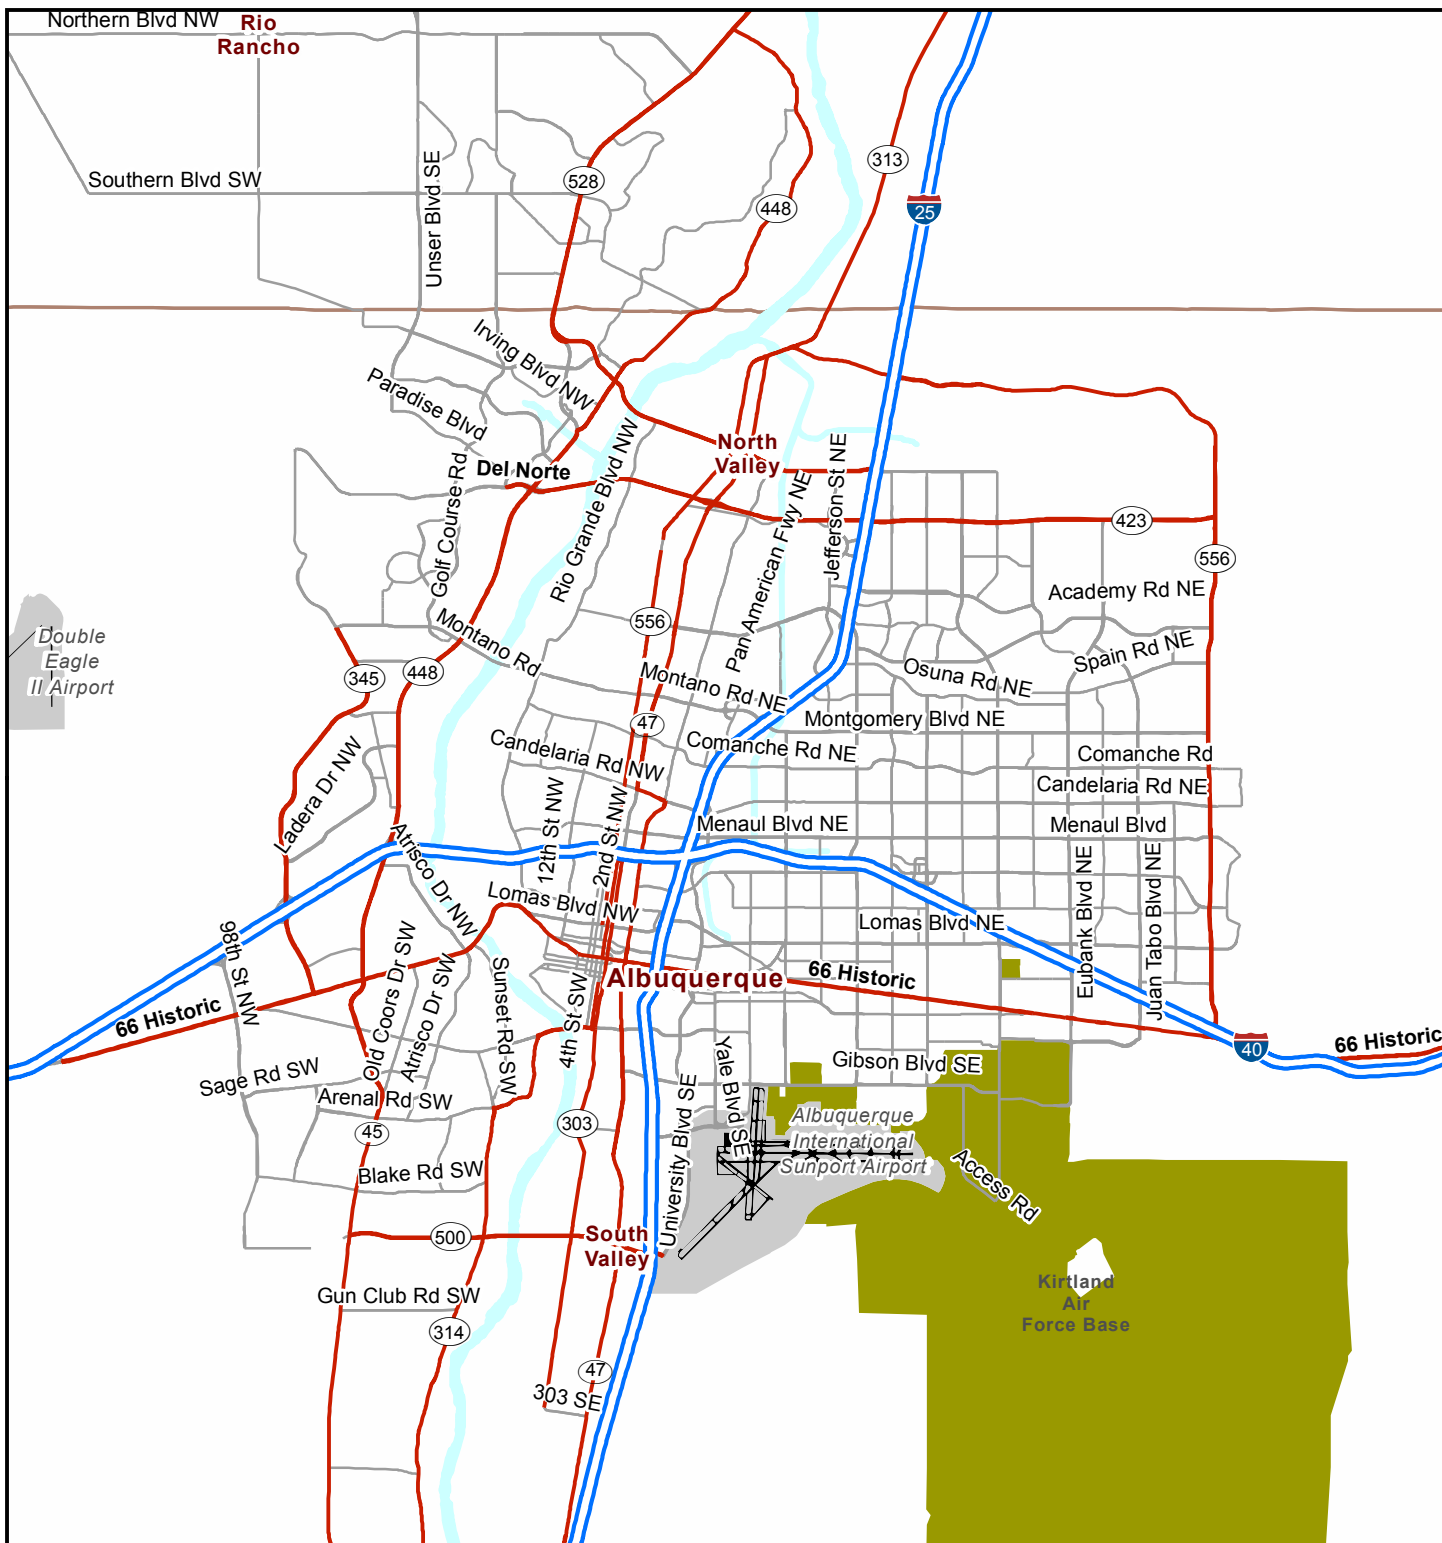 Northern Blvd NW
Rio
Rancho
Southern Blvd SW
Unser Blvd SE
528
448
313
25
Irving Blvd NW
Paradise Blvd
Del Norte
Golf Course Rd
Rio Grande Blvd NW
North
Valley
Pan American Fwy NE
Jefferson St NE
423
556
Academy Rd NE
Spain Rd NE
Osuna Rd NE
Double
Eagle
II Airport
Montano Rd
556
Montano Rd NE
345
448
47
Montgomery Blvd NE
Comanche Rd NE
Comanche Rd
Candelaria Rd NW
Candelaria Rd NE
Ladera Dr NW
Atrisco Dr NW
12th St NW
2nd St NW
Menaul Blvd NE
Menaul Blvd
Lomas Blvd NW
Lomas Blvd NE
Eubank Blvd NE
Juan Tabo Blvd NE
98th St NW
66 Historic
Old Coors Dr SW
Atrisco Dr SW
Sunset Rd SW
4th St SW
Albuquerque
66 Historic
40
66 Historic
Sage Rd SW
Arenal Rd SW
45
303
Yale Blvd SE
Gibson Blvd SE
University Blvd SE
Albuquerque
International
Sunport Airport
Access Rd
Blake Rd SW
500
South
Valley
Gun Club Rd SW
314
Kirtland
Air
Force Base
47
303 SE